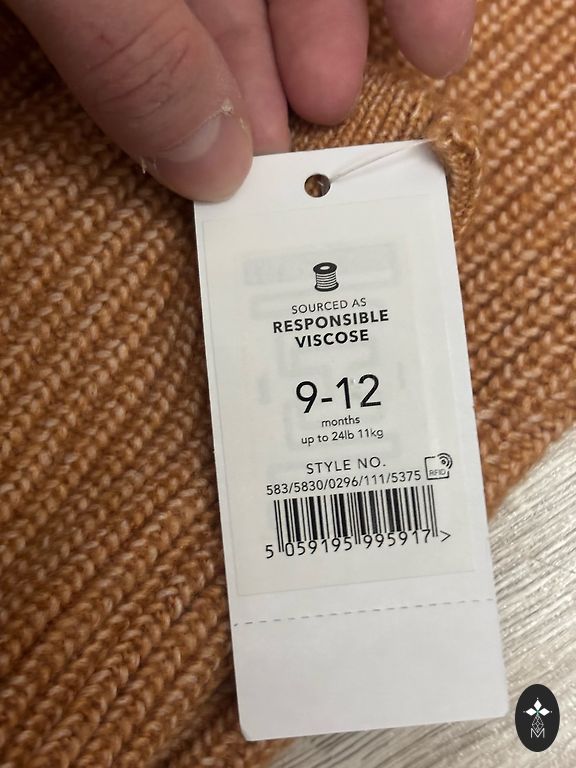 SOURCED AS
RESPONSIBLE
VISCOSE
9-12
months
up to 24lb 11kg
STYLE NO.
583/5830/0296/111/5375
RFID
5 059195 995917 >
M